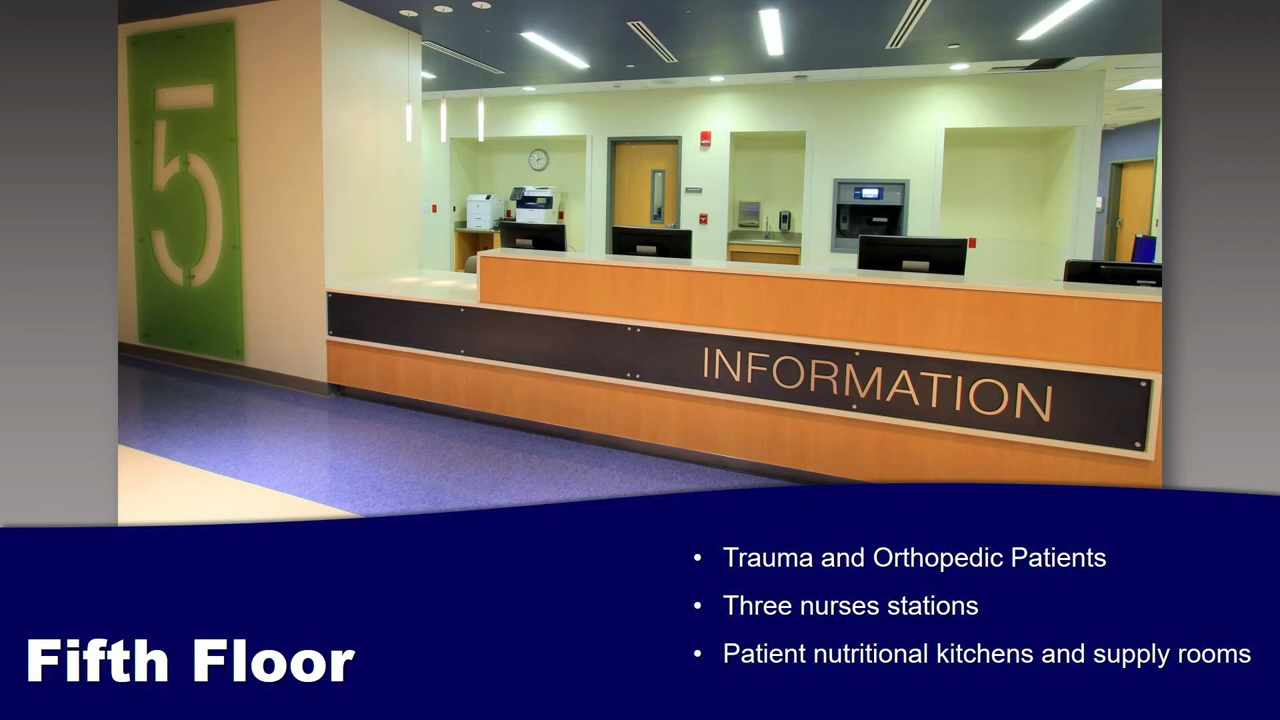 5
INFORMATION
• Trauma and Orthopedic Patients
• Three nurses stations
• Patient nutritional kitchens and supply rooms
Fifth Floor